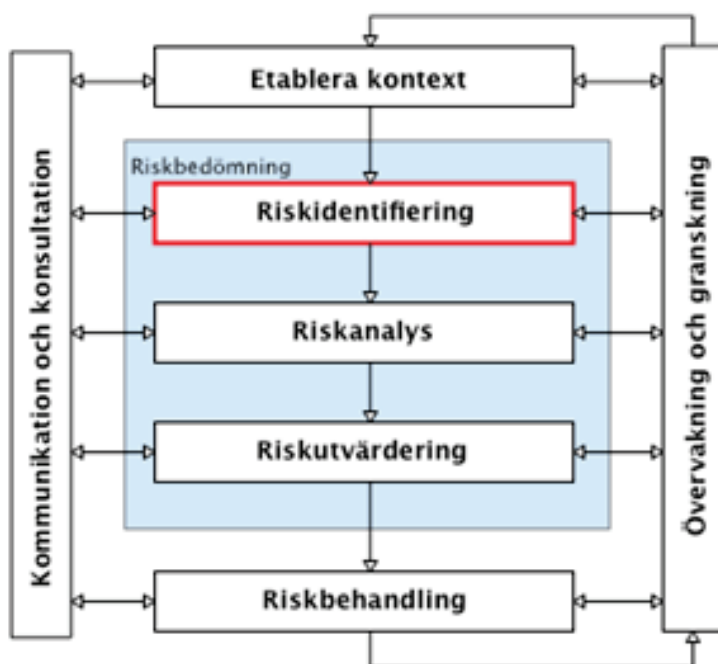 Etablera kontext
Riskbedömning
Riskidentifiering
Riskanalys
Riskutvärdering
Riskbehandling
Kommunikation och konsultation
Övervakning och granskning